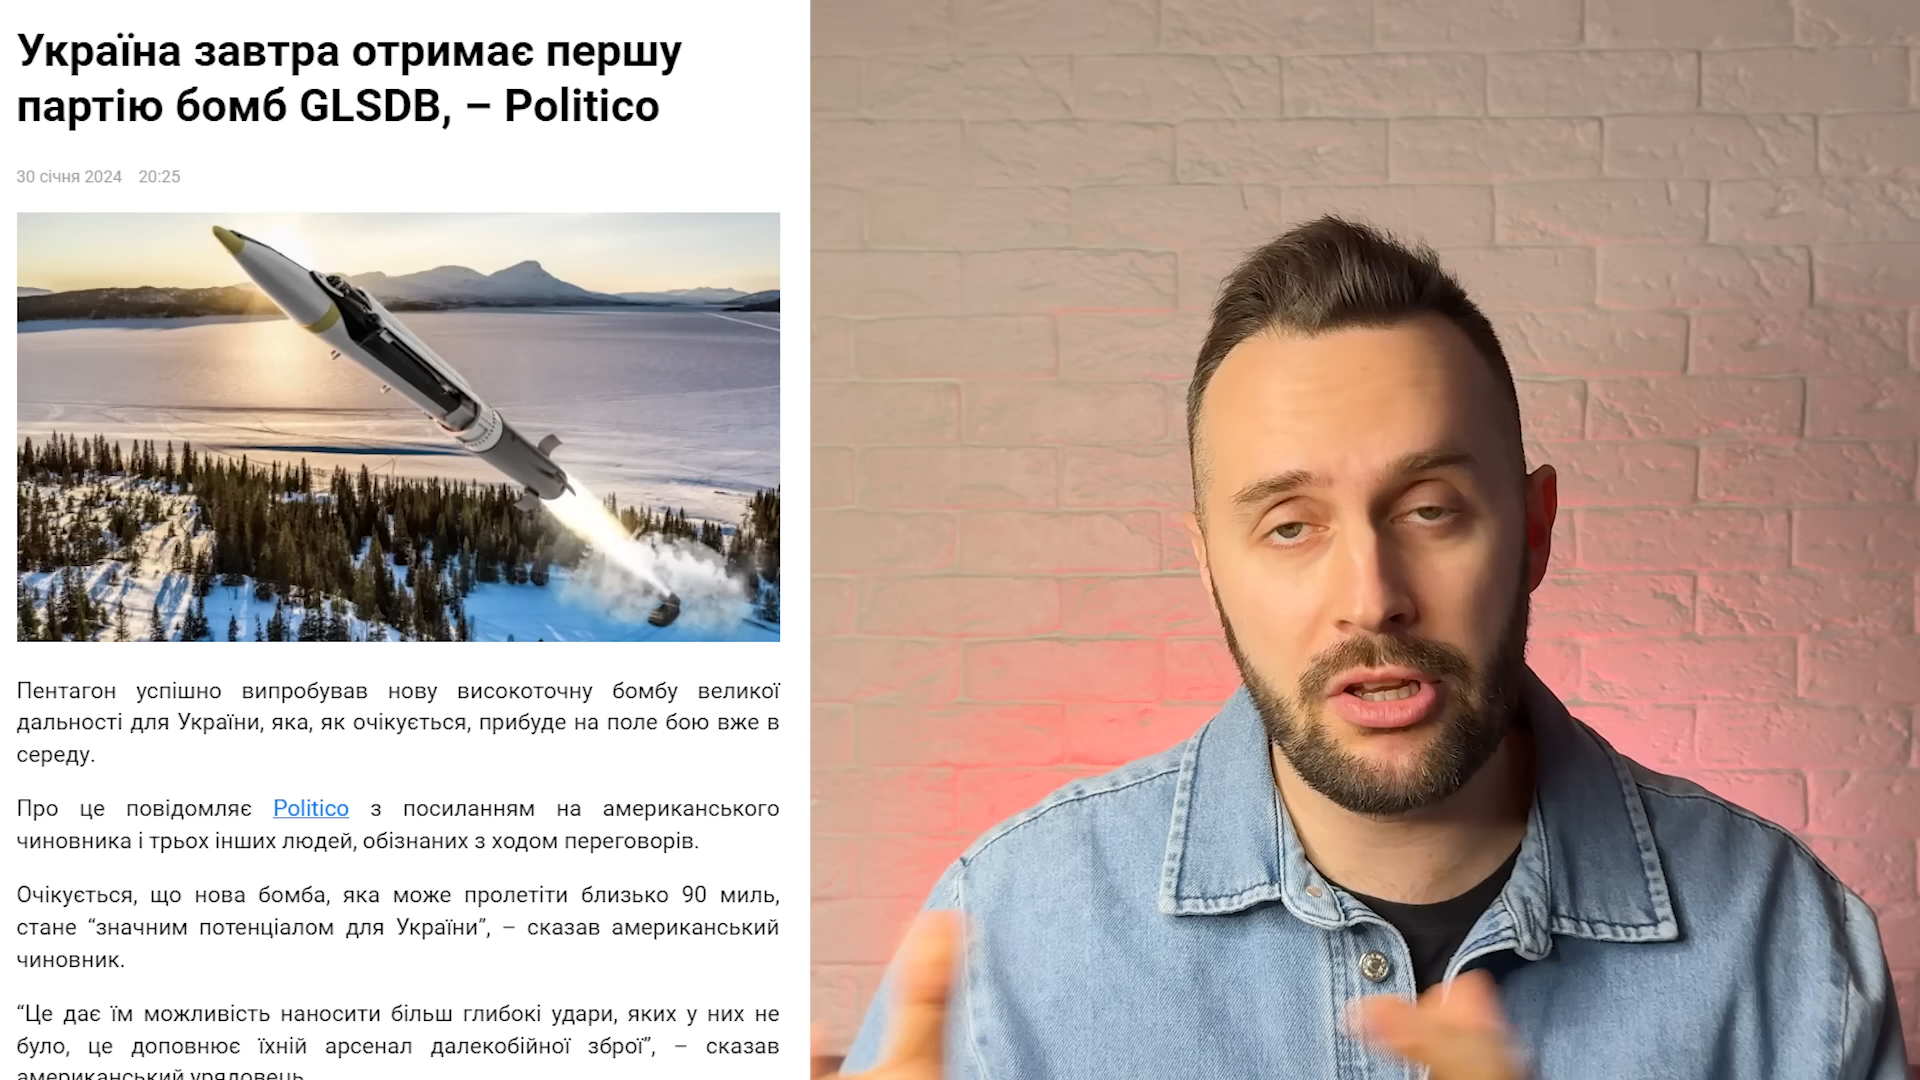 Україна завтра отримає першу
партію бомб GLSDB, – Politico
30 січня 2024 20:25
Пентагон успішно випробував нову високоточну бомбу великої
дальності для України, яка, як очікується, прибуде на поле бою вже в
середу.
Про це повідомляє Politico з посиланням на американського
чиновника і трьох інших людей, обізнаних з ходом переговорів.
Очікується, що нова бомба, яка може пролетіти близько 90 миль,
стане “значним потенціалом для України”, – сказав американський
чиновник.
“Це дає їм можливість наносити більш глибокі удари, яких у них не
було, це доповнює їхній арсенал далекобійної зброї”, – сказав
американський урядовець.